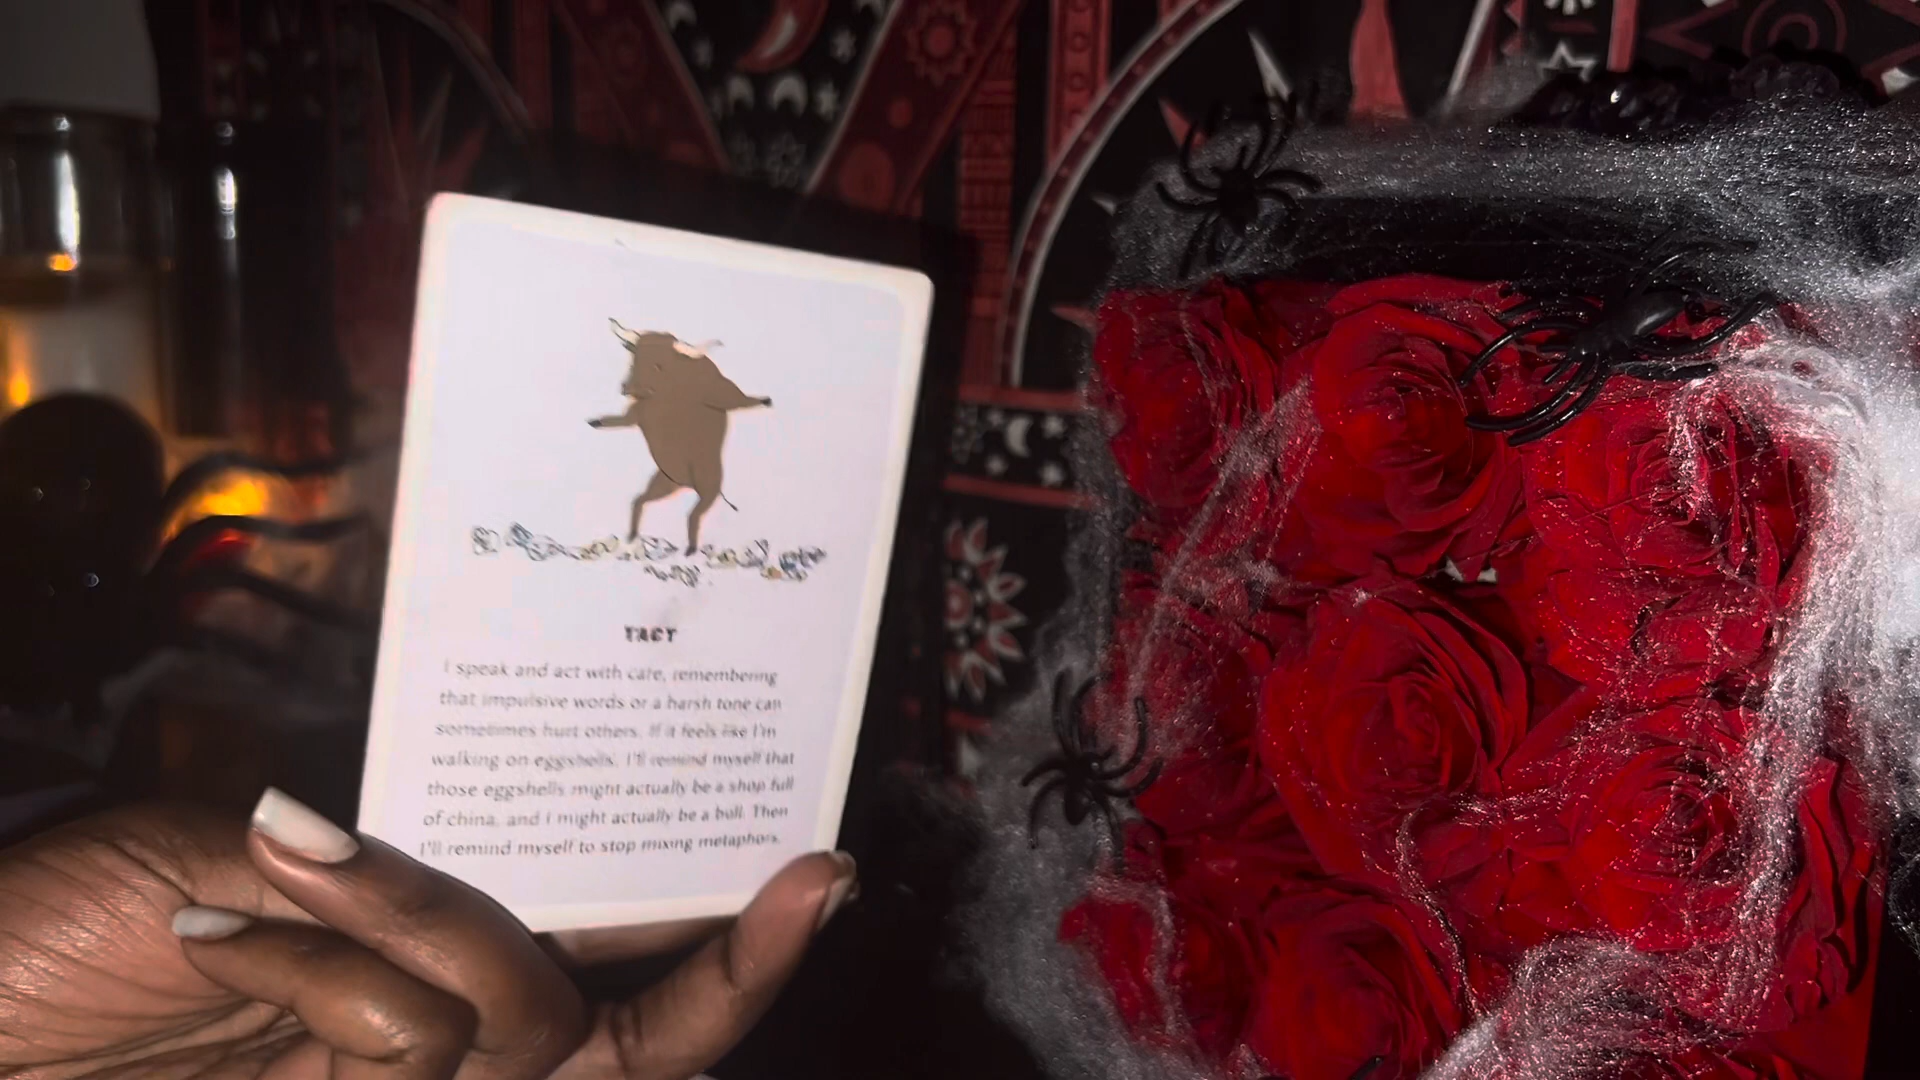 TACT
I speak and act with care, remembering
that impulsive words or a harsh tone can
sometimes hurt others. If it feels like I'm
walking on eggshells, I'll remind myself that
those eggshells might actually be a shop full
of china, and I might actually be a bull. Then
I'll remind myself to stop mixing metaphors.